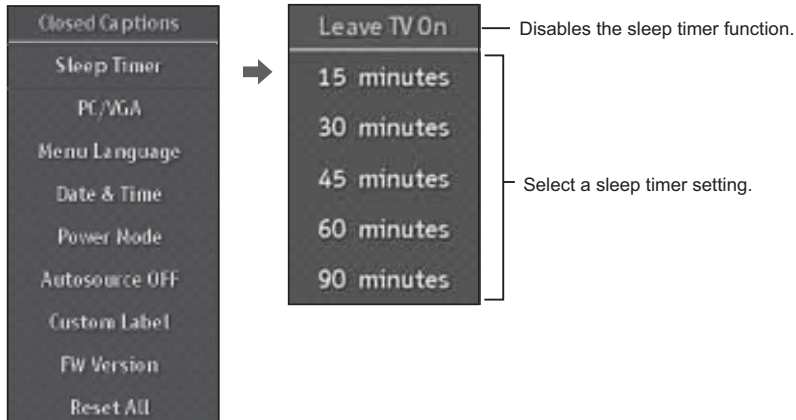 Closed Captions
Sleep Timer
PC/VGA
Menu Language
Date & Time
Power Mode
Autosource OFF
Custom Label
FW Version
Reset All
Leave TV On
15 minutes
30 minutes
45 minutes
60 minutes
90 minutes
Disables the sleep timer function.
Select a sleep timer setting.